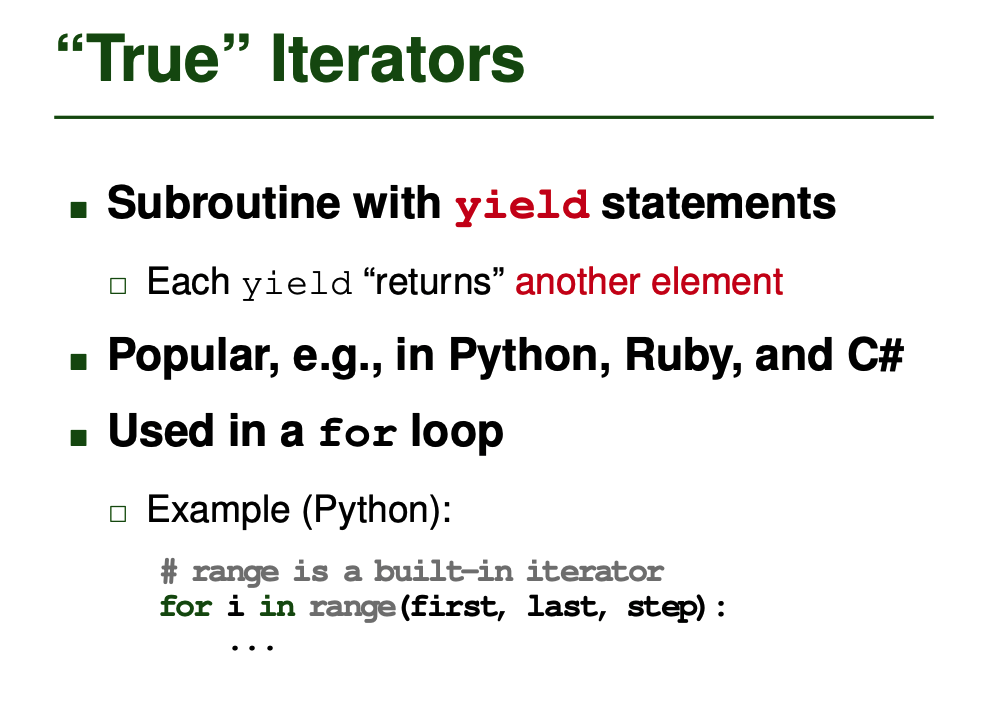 “True” Iterators
■ Subroutine with yield statements
□ Each yield “returns” another element
■ Popular, e.g., in Python, Ruby, and C#
■ Used in a for loop
□ Example (Python):
# range is a built-in iterator
for i in range(first, last, step):
...